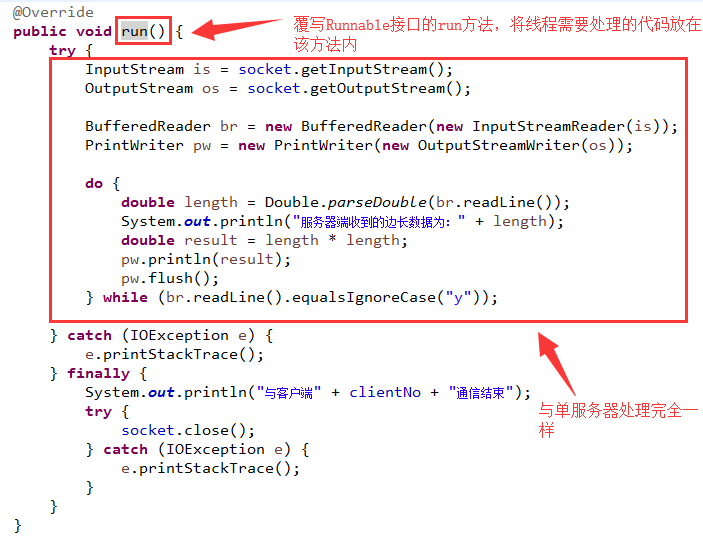 @Override
public void run() {
覆写Runnable接口的run方法，将线程需要处理的代码放在
该方法内
    try {
        InputStream is = socket.getInputStream();
        OutputStream os = socket.getOutputStream();
        BufferedReader br = new BufferedReader(new InputStreamReader(is));
        PrintWriter pw = new PrintWriter(new OutputStreamWriter(os));
        do {
            double length = Double.parseDouble(br.readLine());
            System.out.println("服务器端收到的边长数据为：" + length);
            double result = length * length;
            pw.println(result);
            pw.flush();
        } while (br.readLine().equalsIgnoreCase("y"));
    } catch (IOException e) {
        e.printStackTrace();
    } finally {
        System.out.println("与客户端" + clientNo + "通信结束");
        try {
            socket.close();
        } catch (IOException e) {
            e.printStackTrace();
        }
    }
}
与单服务器处理完全一
样